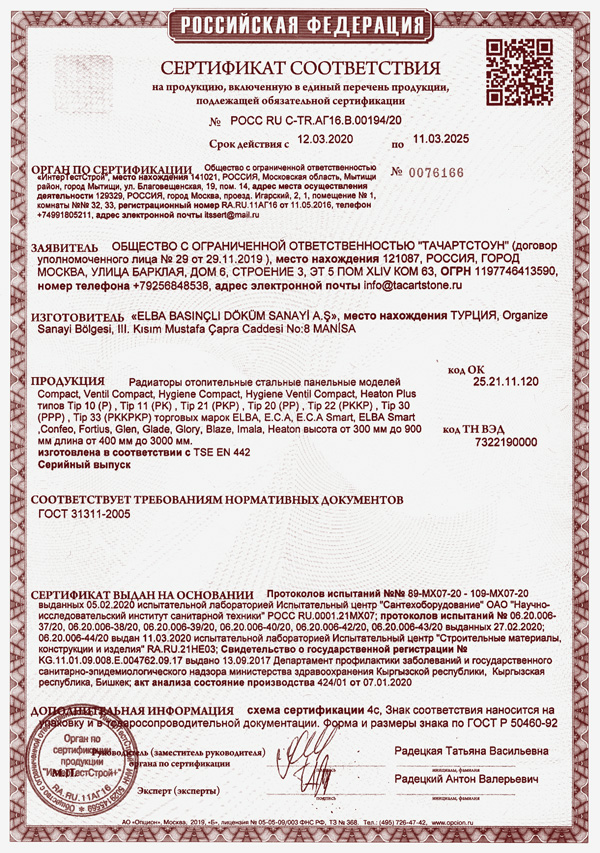 РОССИЙСКАЯ ФЕДЕРАЦИЯ
СЕРТИФИКАТ СООТВЕТСТВИЯ
на продукцию, включенную в единый перечень продукции,
подлежащей обязательной сертификации
№ РОСС RU C-TR.АГ16.В.00194/20
Срок действия с 12.03.2020 по 11.03.2025
№ 0076166
ОРГАН ПО СЕРТИФИКАЦИИ Общество с ограниченной ответственностью
«ИнтерТестСтрой», место нахождения 141021, РОССИЯ, Московская область, Мытищи
район, город Мытищи, ул. Благовещенская, 19, пом. 14, адрес места осуществления
деятельности 129329, РОССИЯ, город Москва, проезд. Игарский, 2, 1, помещение № 1,
комнаты №№ 32, 33, регистрационный номер RA.RU.11АГ16 от 11.05.2016, телефон
+74991805211, адрес электронной почты itssert@mail.ru
ЗАЯВИТЕЛЬ ОБЩЕСТВО С ОГРАНИЧЕННОЙ ОТВЕТСТВЕННОСТЬЮ "ТАЧАРТСТОУН" (договор
уполномоченного лица № 29 от 29.11.2019 ), место нахождения 121087, РОССИЯ, ГОРОД
МОСКВА, УЛИЦА БАРКЛАЯ, ДОМ 6, СТРОЕНИЕ 3, ЭТ 5 ПОМ XLIV КОМ 63, ОГРН 1197746413590,
номер телефона +79256848538, адрес электронной почты info@tacartstone.ru
ИЗГОТОВИТЕЛЬ «ELBA BASINÇLI DÖKÜM SANAYİ A.Ş», место нахождения ТУРЦИЯ, Organize
Sanayi Bölgesi, III. Kısım Mustafa Çapra Caddesi No:8 MANİSA
код ОК
25.21.11.120
ПРОДУКЦИЯ Радиаторы отопительные стальные панельные моделей
Compact, Ventil Compact, Hygiene Compact, Hygiene Ventil Compact, Heaton Plus
типов Tip 10 (P) , Tip 11 (PK) , Tip 21 (PKP) , Tip 20 (PP) , Tip 22 (PKKP) , Tip 30
(PPP) , Tip 33 (PKKPKP) торговых марок ELBA, E.C.A, E.C.A Smart, ELBA Smart
,Confeo, Fortius, Glen, Glade, Glory, Blaze, Imala, Heaton высота от 300 мм до 900
мм длина от 400 мм до 3000 мм.
изготовлена в соответствии с TSE EN 442
Серийный выпуск
код ТН ВЭД
7322190000
СООТВЕТСТВУЕТ ТРЕБОВАНИЯМ НОРМАТИВНЫХ ДОКУМЕНТОВ
ГОСТ 31311-2005
СЕРТИФИКАТ ВЫДАН НА ОСНОВАНИИ Протоколов испытаний №№ 89-МХ07-20 - 109-МХ07-20
выданных 05.02.2020 испытательной лабораторией Испытательный центр "Сантехоборудование" ОАО "Научно-
исследовательский институт санитарной техники" РОСС RU.0001.21МХ07; протоколов испытаний № 06.20.006-
37/20, 06.20.006-38/20, 06.20.006-39/20, 06.20.006-40/20, 06.20.006-42/20, 06.20.006-43/20 выданных 27.02.2020;
06.20.006-44/20 выдан 11.03.2020 испытательной лабораторией Испытательный центр "Строительные материалы,
конструкции и изделия" RA.RU.21НЕ03; Свидетельство о государственной регистрации №
KG.11.01.09.008.E.004762.09.17 выдано 13.09.2017 Департамент профилактики заболеваний и государственного
санитарно-эпидемиологического надзора министерства здравоохранения Кыргызской республики, Кыргызская
республика, Бишкек; акт анализа состояние производства 424/01 от 07.01.2020
ДОПОЛНИТЕЛЬНАЯ ИНФОРМАЦИЯ схема сертификации 4с, Знак соответствия наносится на
упаковку и в товаросопроводительной документации. Форма и размеры знака по ГОСТ Р 50460-92
Руководитель (заместитель руководителя)
органа по сертификации
Радецкая Татьяна Васильевна
подпись
инициалы, фамилия
Эксперт (эксперты)
Радецкий Антон Валерьевич
подпись
инициалы, фамилия
М.П.
Орган по
сертификации
продукции
"ИнтерТестСтрой+"
RA.RU.11АГ16
АО «Опцион», Москва, 2019, «Б», лицензия № 05-05-09/003 ФНС РФ, ТЗ № 368. Тел.: (495) 726-47-42, www.opcion.ru